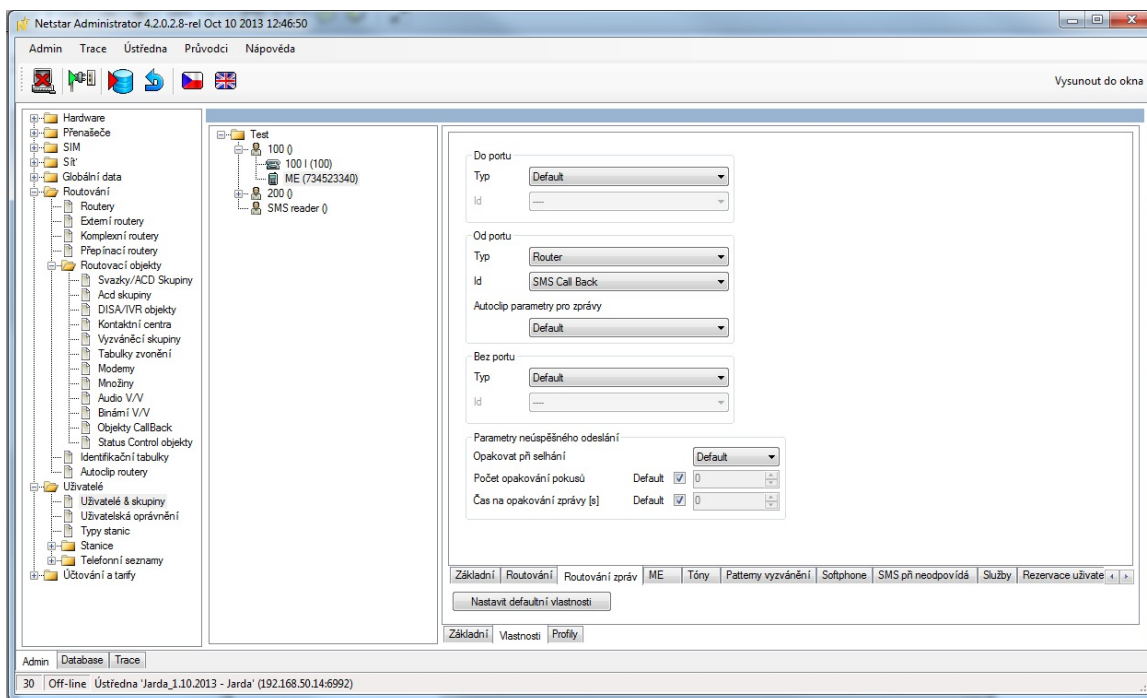 Netstar Administrator 4.2.0.2.8-rel Oct 10 2013 12:46:50
Admin Trace Ústředna Průvodci Nápověda
Vysunout do okna
Hardware
Přenašeče
SIM
Síť
Globální data
Routování
Routery
Externí routery
Komplexní routery
Přepínací routery
Routovací objekty
Svazky/ACD Skupiny
Acd skupiny
DISA/IVR objekty
Kontaktní centra
Vyzváněcí skupiny
Tabulky zvonění
Modemy
Množiny
Audio V/V
Binární V/V
Objekty CallBack
Status Control objekty
Identifikační tabulky
Autoclip routery
Uživatelé
Uživatelé & skupiny
Uživatelská oprávnění
Typy stanic
Stanice
Telefonní seznamy
Účtování a tarify
Test
100 ()
100 I (100)
ME (734523340)
200 ()
SMS reader ()
Do portu
Typ Default
Id ----
Od portu
Typ Router
Id SMS Call Back
Autoclip parametry pro zprávy
Default
Bez portu
Typ Default
Id ----
Parametry neúspěšného odeslání
Opakovat při selhání Default
Počet opakování pokusů Default 0
Čas na opakování zprávy [s] Default 0
Základní Routování Routování zpráv ME Tóny Patterny vyzvánění Softphone SMS při neodpovídá Služby Rezervace uživate
Nastavit defaultní vlastnosti
Základní Vlastnosti Profily
Admin Database Trace
30 Off-line Ústředna 'Jarda_1.10.2013 - Jarda' (192.168.50.14:6992)